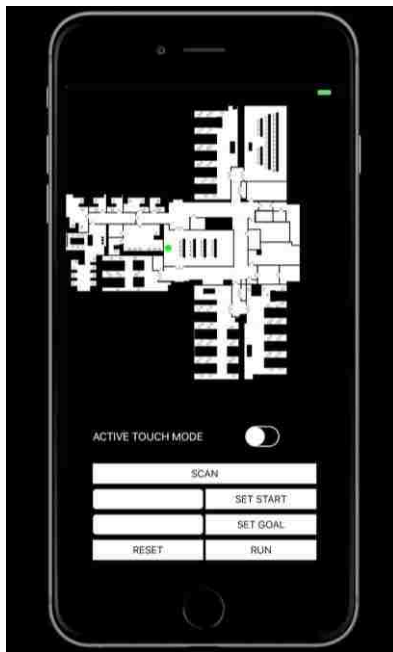 ACTIVE TOUCH MODE
SCAN
SET START
SET GOAL
RESET RUN